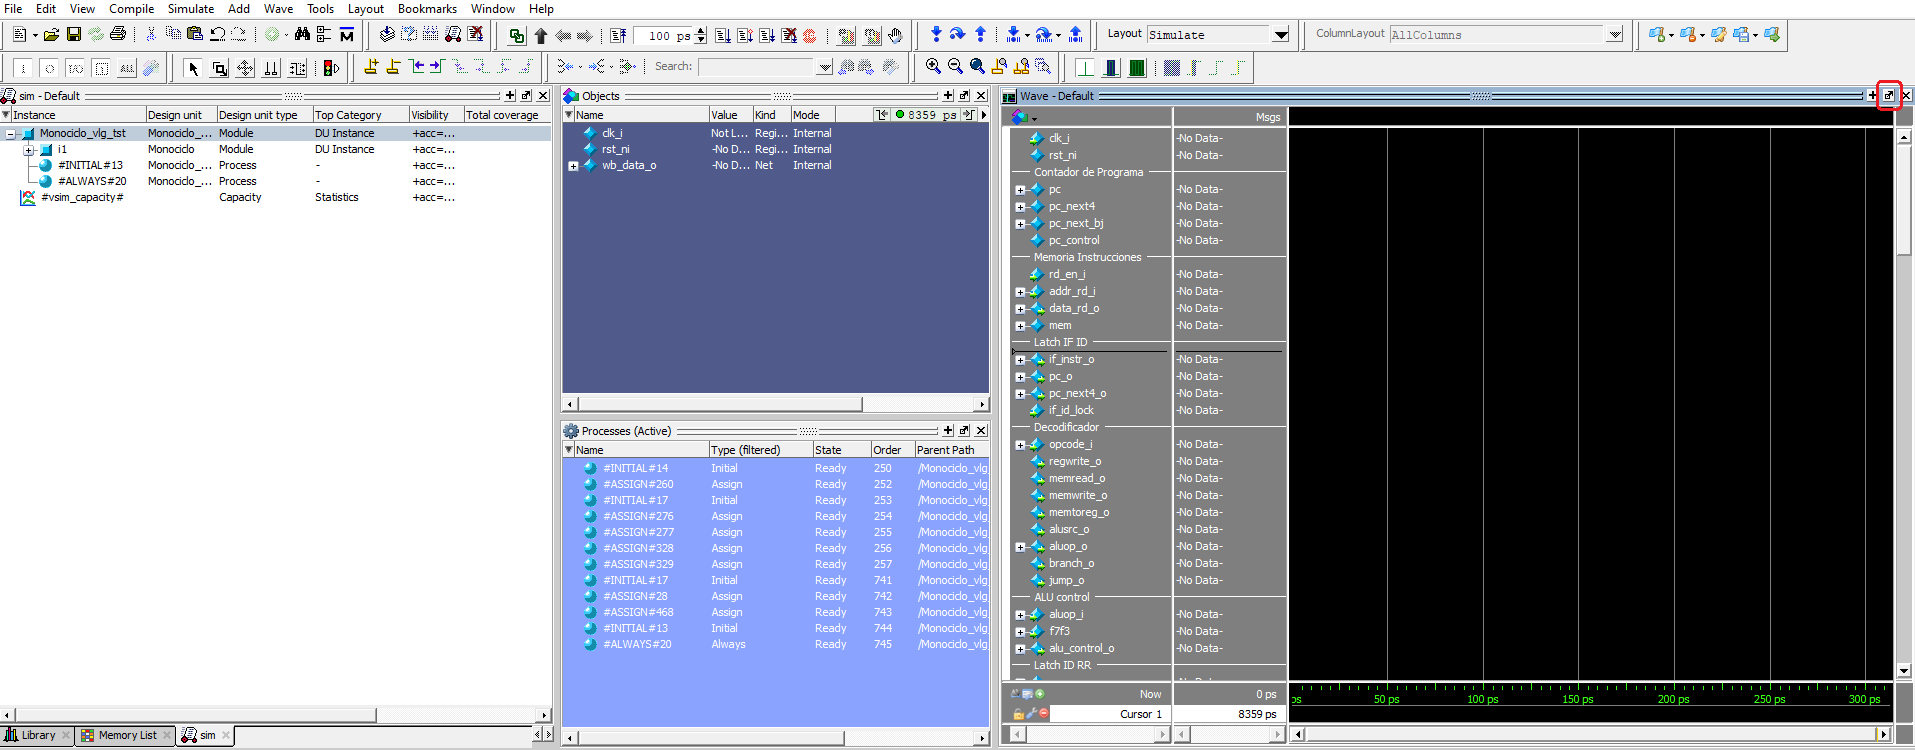 File Edit View Compile Simulate Add Wave Tools Layout Bookmarks Window Help
100 ps
Layout Simulate
ColumnLayout AllColumns
Search:
sim - Default
Instance Design unit Design unit type Top Category Visibility Total coverage
Monociclo_vlg_tst Monociclo_... Module DU Instance +acc=...
i1 Monociclo Module DU Instance +acc=...
#INITIAL#13 Monociclo_... Process - +acc=...
#ALWAYS#20 Monociclo_... Process - +acc=...
#vsim_capacity# Capacity Statistics +acc=...
Library Memory List sim
Objects
Name Value Kind Mode 8359 ps
clk_i Not L... Regi... Internal
rst_ni -No D... Regi... Internal
wb_data_o -No D... Net Internal
Processes (Active)
Name Type (filtered) State Order Parent Path
#INITIAL#14 Initial Ready 250 /Monociclo_vlg
#ASSIGN#260 Assign Ready 252 /Monociclo_vlg
#INITIAL#17 Initial Ready 253 /Monociclo_vlg
#ASSIGN#276 Assign Ready 254 /Monociclo_vlg
#ASSIGN#277 Assign Ready 255 /Monociclo_vlg
#ASSIGN#328 Assign Ready 256 /Monociclo_vlg
#ASSIGN#329 Assign Ready 257 /Monociclo_vlg
#INITIAL#17 Initial Ready 741 /Monociclo_vlg
#ASSIGN#28 Assign Ready 742 /Monociclo_vlg
#ASSIGN#468 Assign Ready 743 /Monociclo_vlg
#INITIAL#13 Initial Ready 744 /Monociclo_vlg
#ALWAYS#20 Always Ready 745 /Monociclo_vlg
Wave - Default
Msgs
clk_i -No Data-
rst_ni -No Data-
Contador de Programa
pc -No Data-
pc_next4 -No Data-
pc_next_bj -No Data-
pc_control -No Data-
Memoria Instrucciones
rd_en_i -No Data-
addr_rd_i -No Data-
data_rd_o -No Data-
mem -No Data-
Latch IF ID
if_instr_o -No Data-
pc_o -No Data-
pc_next4_o -No Data-
if_id_lock -No Data-
Decodificador
opcode_i -No Data-
regwrite_o -No Data-
memread_o -No Data-
memwrite_o -No Data-
memtoreg_o -No Data-
alusrc_o -No Data-
aluop_o -No Data-
branch_o -No Data-
jump_o -No Data-
ALU control
aluop_i -No Data-
f7f3 -No Data-
alu_control_o -No Data-
Latch ID RR
Now 0 ps
Cursor 1 8359 ps
ps 50 ps 100 ps 150 ps 200 ps 250 ps 300 ps